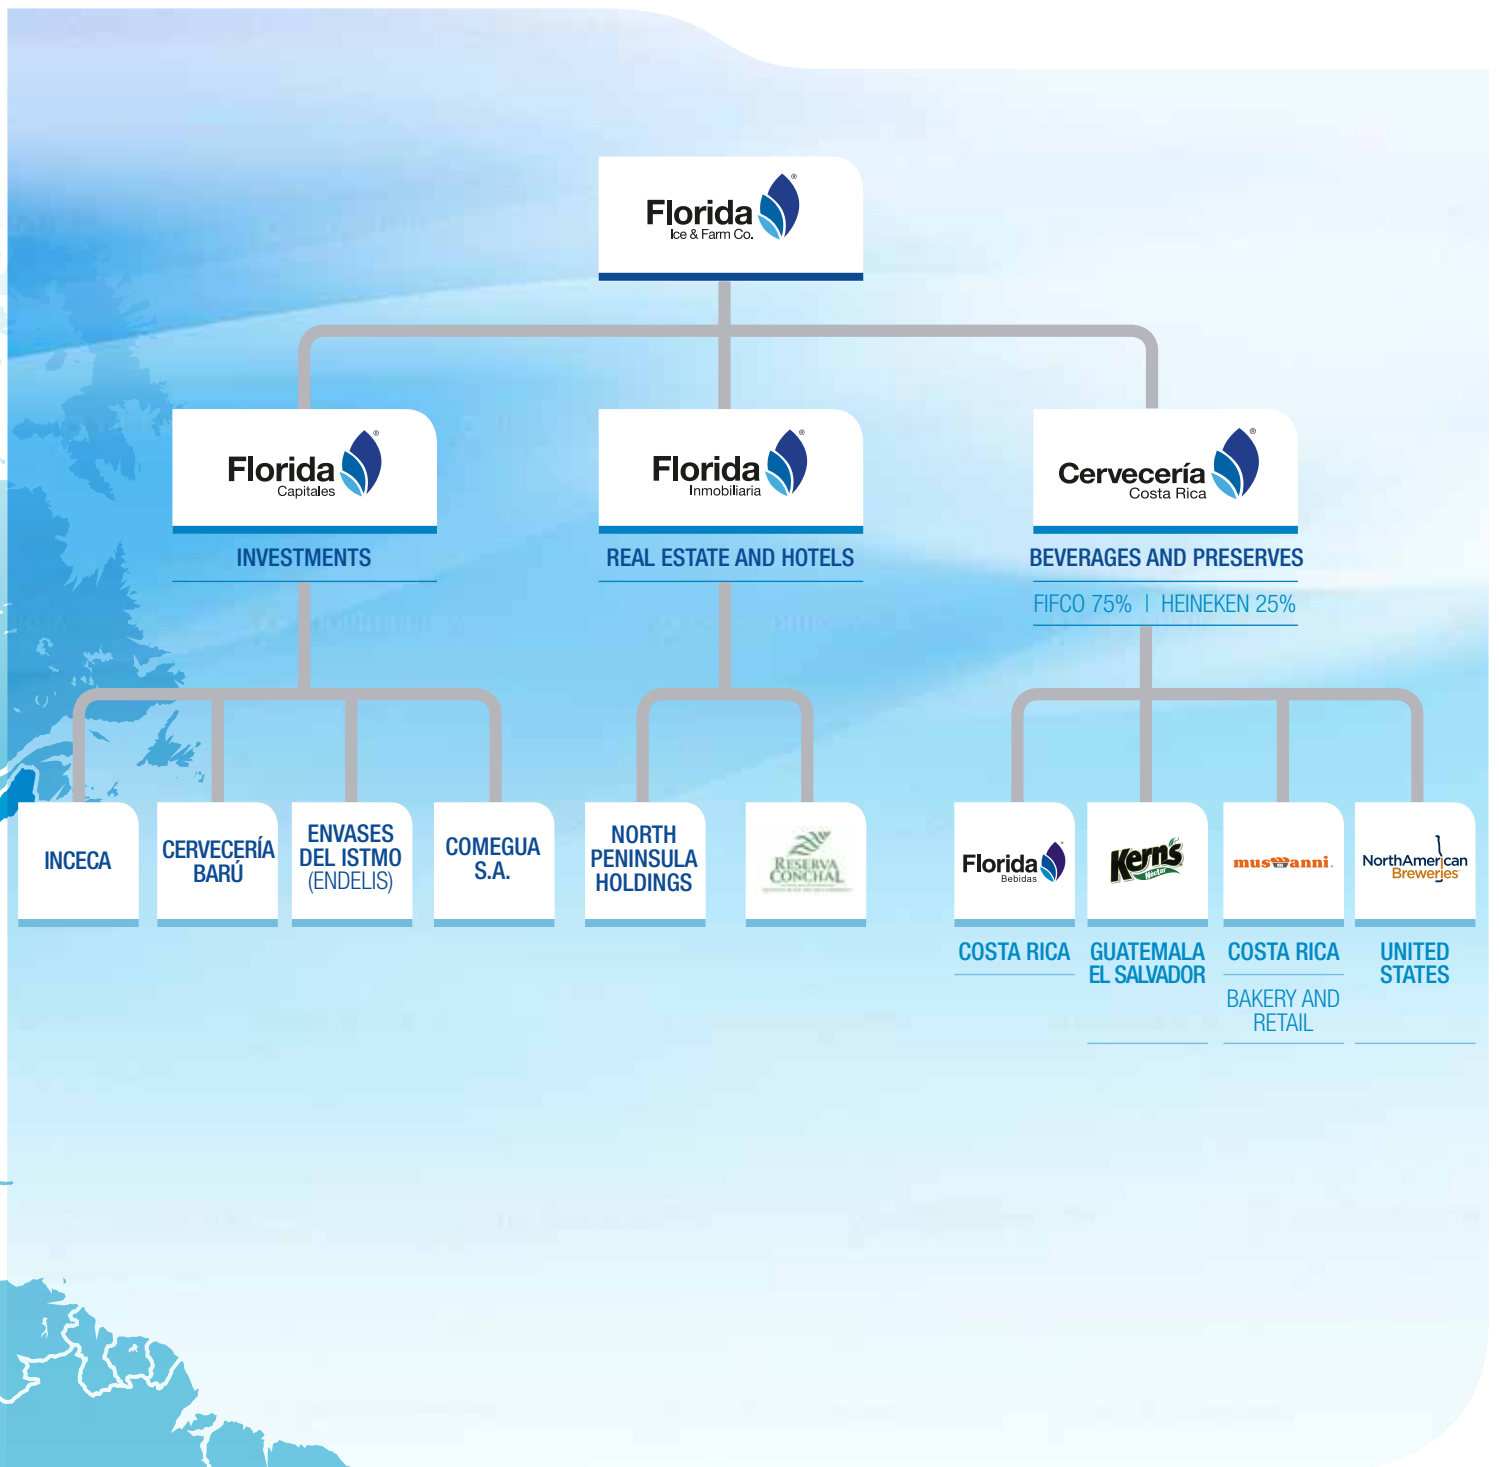 Florida
Ice & Farm Co.
®
Florida
Capitales
®
INVESTMENTS
Florida
Inmobiliaria
®
REAL ESTATE AND HOTELS
Cervecería
Costa Rica
®
BEVERAGES AND PRESERVES
FIFCO 75% | HEINEKEN 25%
INCECA
CERVECERÍA
BARÚ
ENVASES
DEL ISTMO
(ENDELIS)
COMEGUA
S.A.
NORTH
PENINSULA
HOLDINGS
RESERVA
CONCHAL
Florida
Bebidas
COSTA RICA
Kern's
Nectar
GUATEMALA
EL SALVADOR
musmanni
COSTA RICA
BAKERY AND
RETAIL
NorthAmerican
Breweries
UNITED
STATES